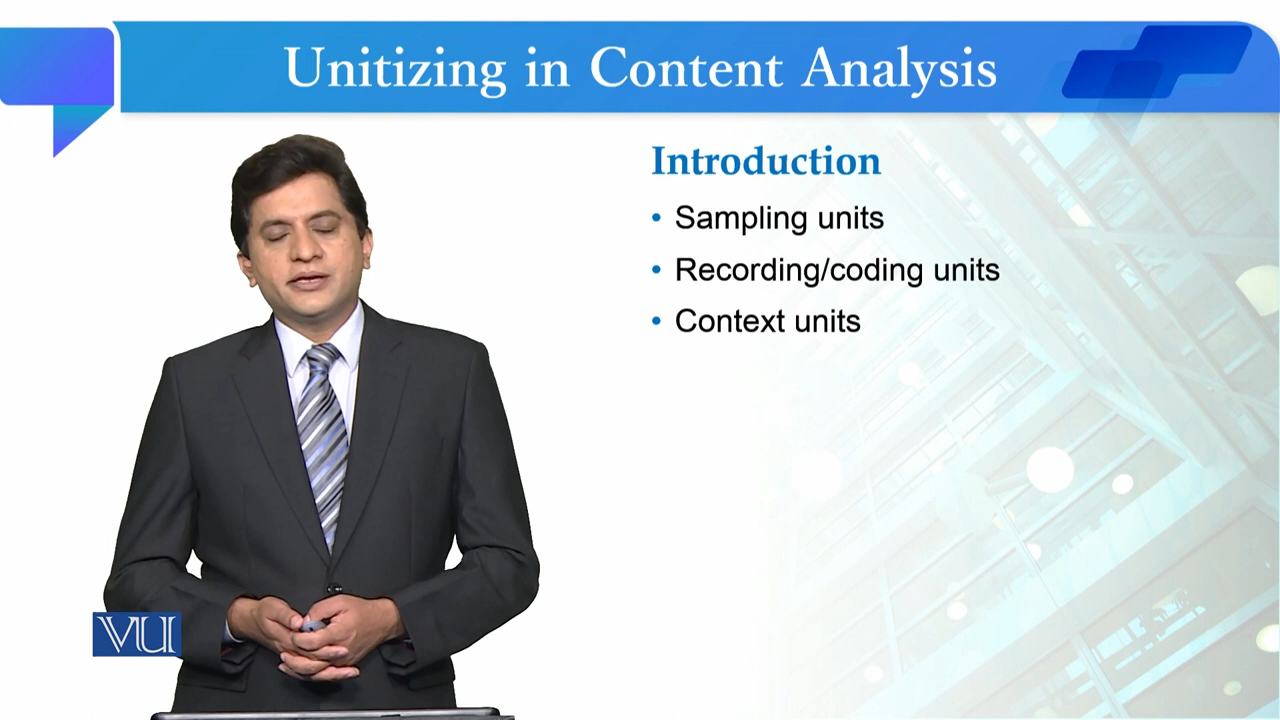 Unitizing in Content Analysis
Introduction
• Sampling units
• Recording/coding units
• Context units
VU